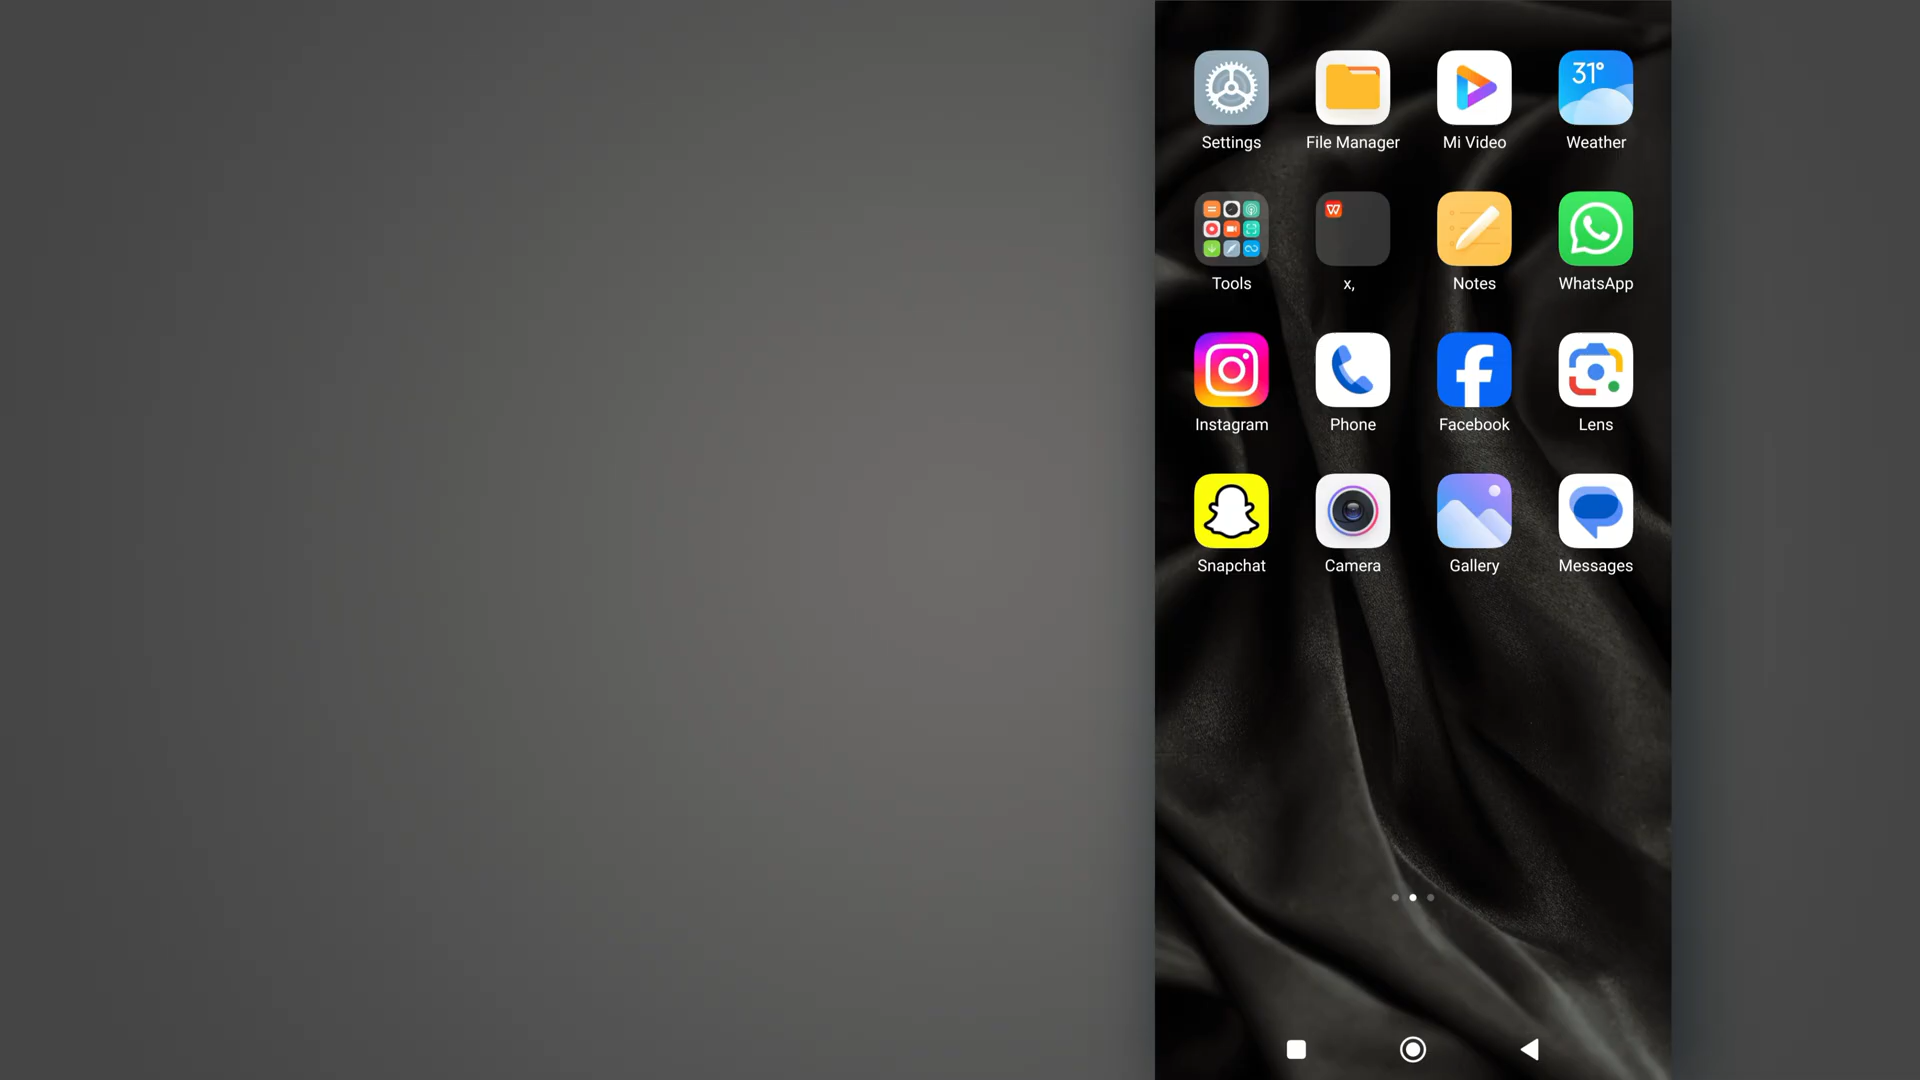 31°
Settings
File Manager
Mi Video
Weather
Tools
x,
Notes
WhatsApp
Instagram
Phone
Facebook
Lens
Snapchat
Camera
Gallery
Messages